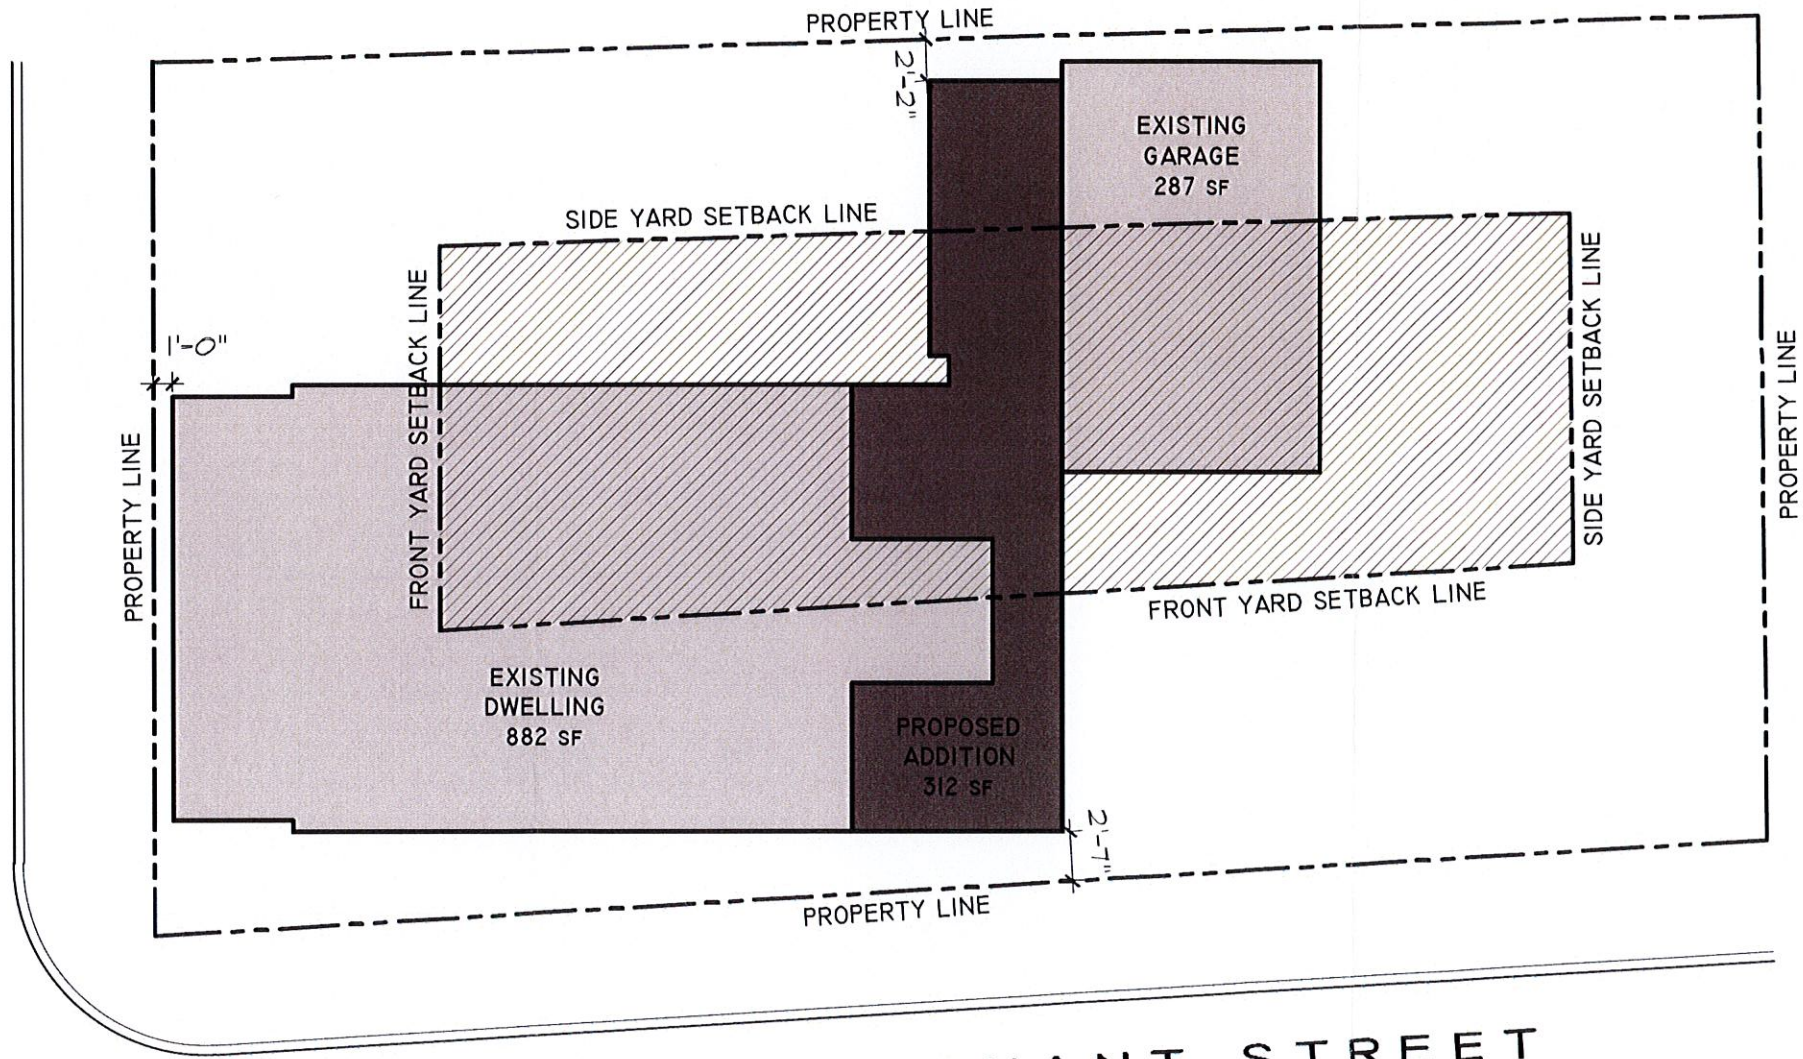 PROPERTY LINE
2'-2"
EXISTING
GARAGE
287 SF
SIDE YARD SETBACK LINE
FRONT YARD SETBACK LINE
SIDE YARD SETBACK LINE
1'-0"
PROPERTY LINE
PROPERTY LINE
FRONT YARD SETBACK LINE
EXISTING
DWELLING
882 SF
PROPOSED
ADDITION
312 SF
2'-7"
PROPERTY LINE
STREET